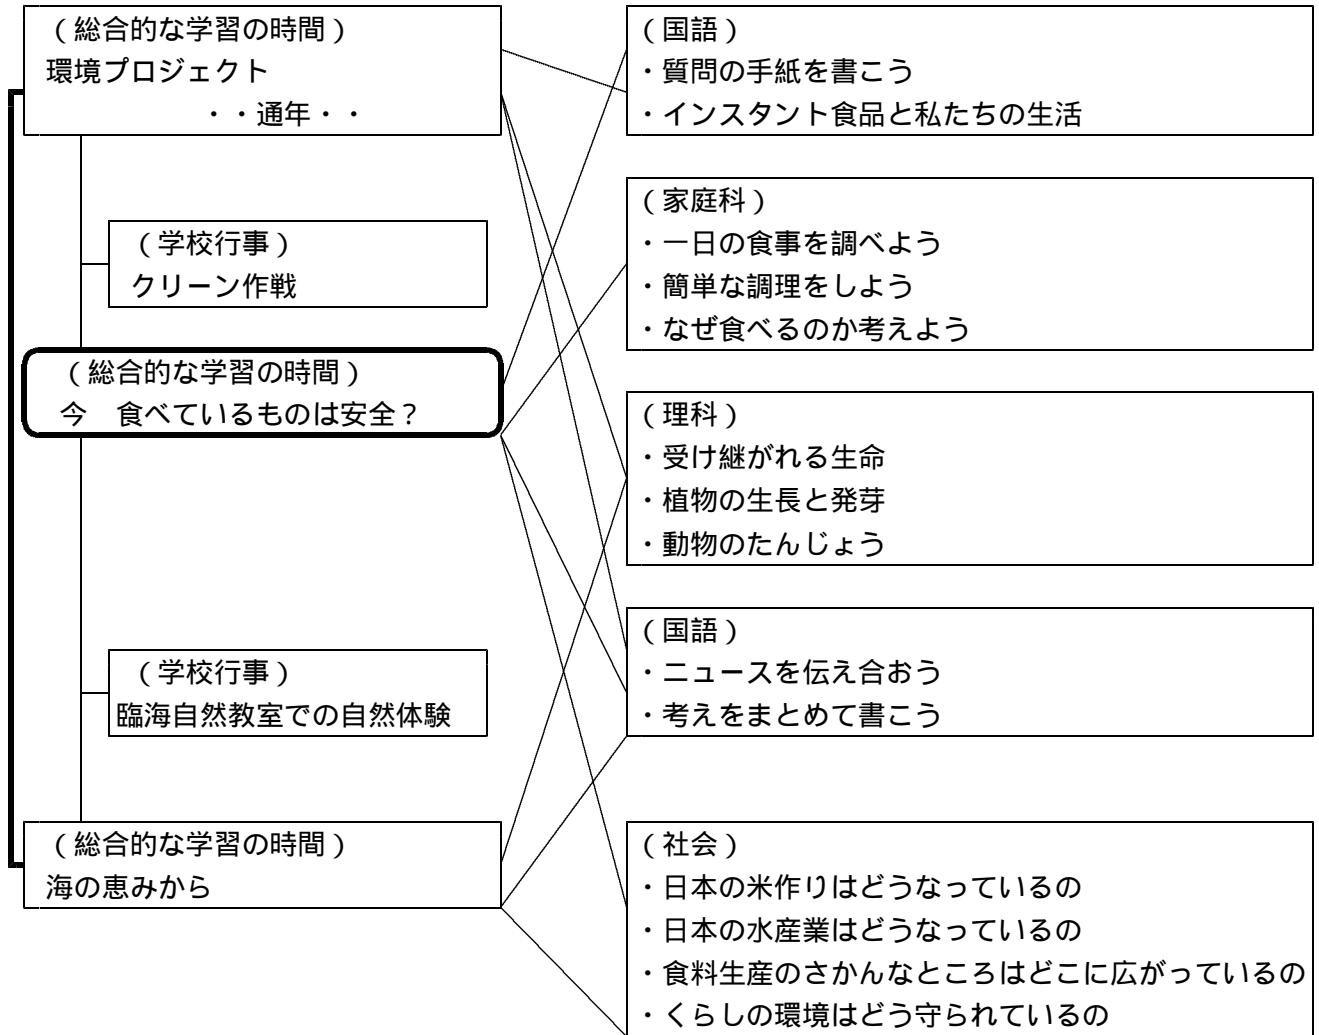 （総合的な学習の時間）
環境プロジェクト
・・通年・・
（学校行事）
クリーン作戦
（総合的な学習の時間）
今　食べているものは安全？
（学校行事）
臨海自然教室での自然体験
（総合的な学習の時間）
海の恵みから
（国語）
・質問の手紙を書こう
・インスタント食品と私たちの生活
（家庭科）
・一日の食事を調べよう
・簡単な調理をしよう
・なぜ食べるのか考えよう
（理科）
・受け継がれる生命
・植物の生長と発芽
・動物のたんじょう
（国語）
・ニュースを伝え合おう
・考えをまとめて書こう
（社会）
・日本の米作りはどうなっているの
・日本の水産業はどうなっているの
・食料生産のさかんなところはどこに広がっているの
・くらしの環境はどう守られているの